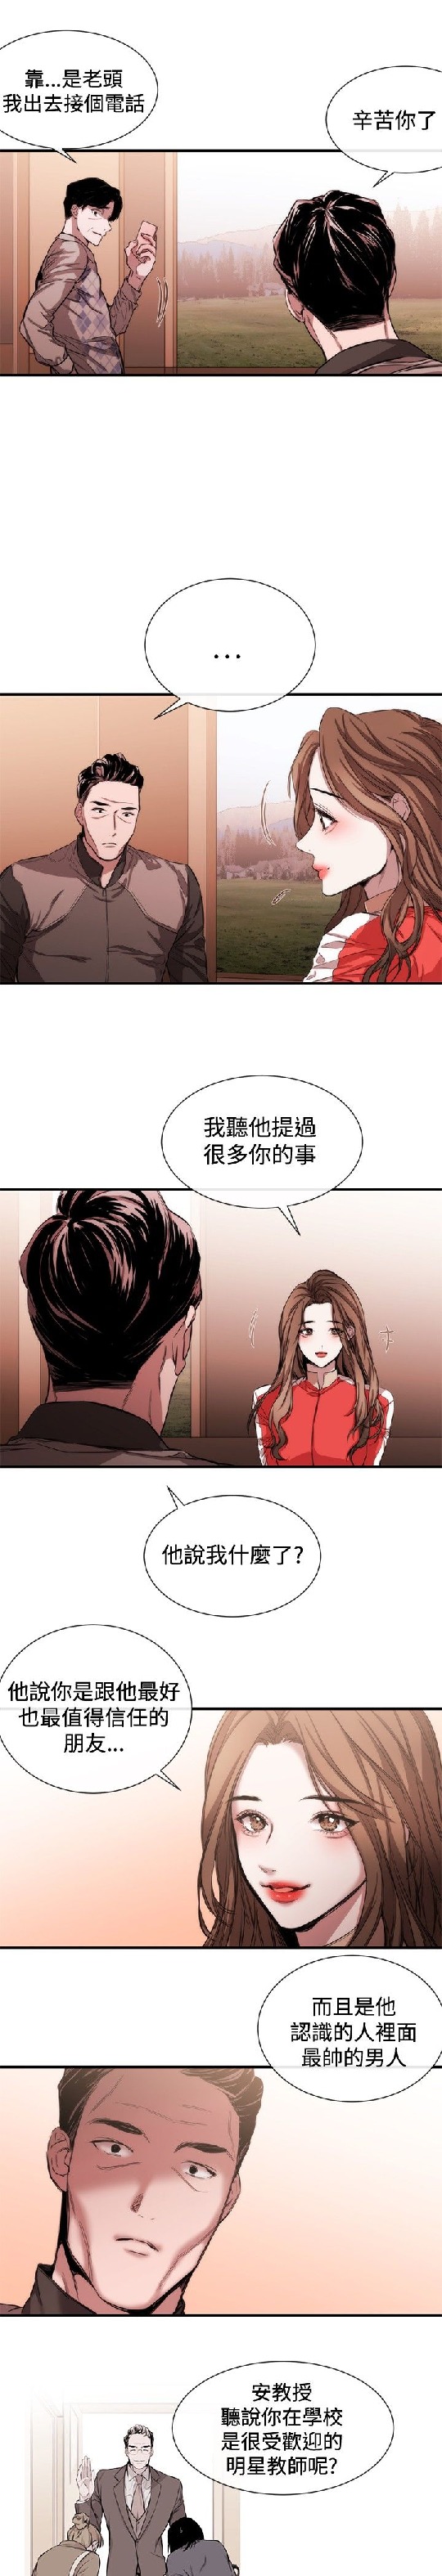 靠...是老頭
我出去接個電話
辛苦你了
...
我聽他提過
很多你的事
他說我什麼了?
他說你是跟他最好
也最值得信任的
朋友...
而且是他
認識的人裡面
最帥的男人
安教授
聽說你在學校
是很受歡迎的
明星教師呢?